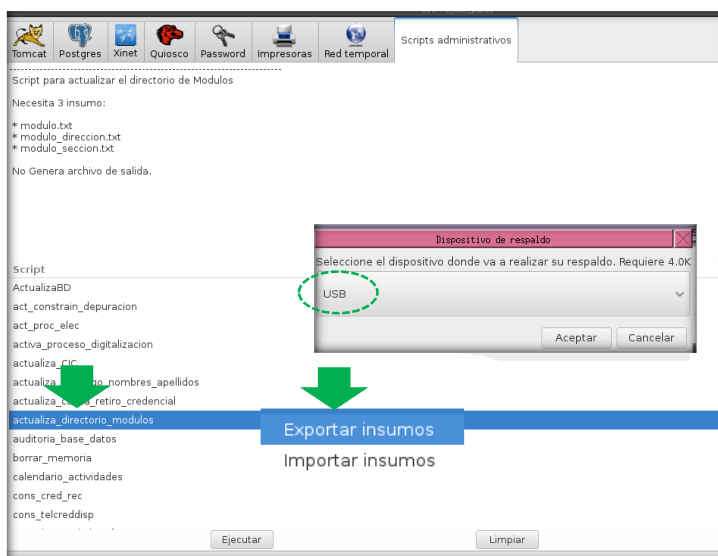 Tomcat Postgres Xinet Quiosco Password Impresoras Red temporal Scripts administrativos
Script para actualizar el directorio de Modulos
Necesita 3 insumo:
* modulo.txt
* modulo_direccion.txt
* modulo_seccion.txt
No Genera archivo de salida.
Dispositivo de respaldo
Seleccione el dispositivo donde va a realizar su respaldo. Requiere 4.0K
USB
Aceptar Cancelar
Script
ActualizaBD
act_constrain_depuracion
act_proc_elec
activa_proceso_digitalizacion
actualiza_CIC
actualiza_ nombres_apellidos
actualiza_ retiro_credencial
actualiza_directorio_modulos
auditoria_base_datos
borrar_memoria
calendario_actividades
cons_cred_rec
cons_telcreddisp
Exportar insumos
Importar insumos
Ejecutar Limpiar